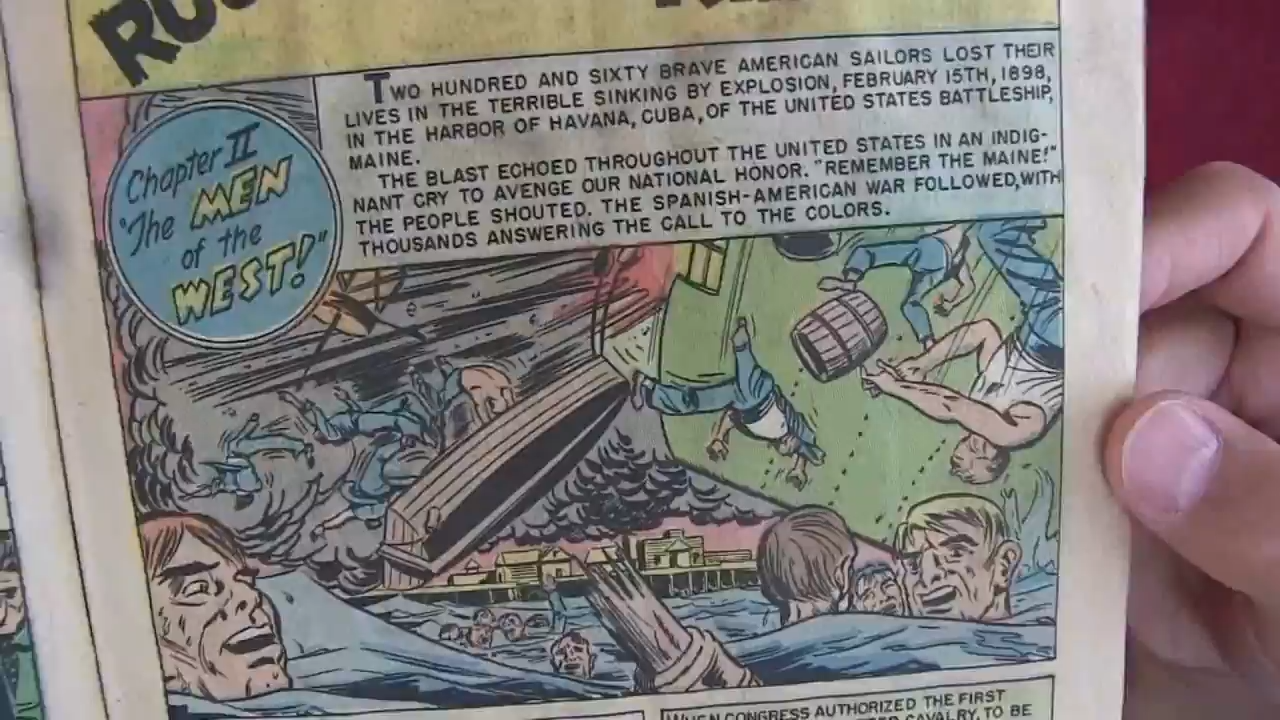 Chapter II
"The MEN
of the
WEST!"
TWO HUNDRED AND SIXTY BRAVE AMERICAN SAILORS LOST THEIR
LIVES IN THE TERRIBLE SINKING BY EXPLOSION, FEBRUARY 15TH, 1898,
IN THE HARBOR OF HAVANA, CUBA, OF THE UNITED STATES BATTLESHIP,
MAINE.
THE BLAST ECHOED THROUGHOUT THE UNITED STATES IN AN INDIG-
NANT CRY TO AVENGE OUR NATIONAL HONOR. "REMEMBER THE MAINE!"
THE PEOPLE SHOUTED. THE SPANISH-AMERICAN WAR FOLLOWED, WITH
THOUSANDS ANSWERING THE CALL TO THE COLORS.
WHEN CONGRESS AUTHORIZED THE FIRST
CAVALRY, TO BE